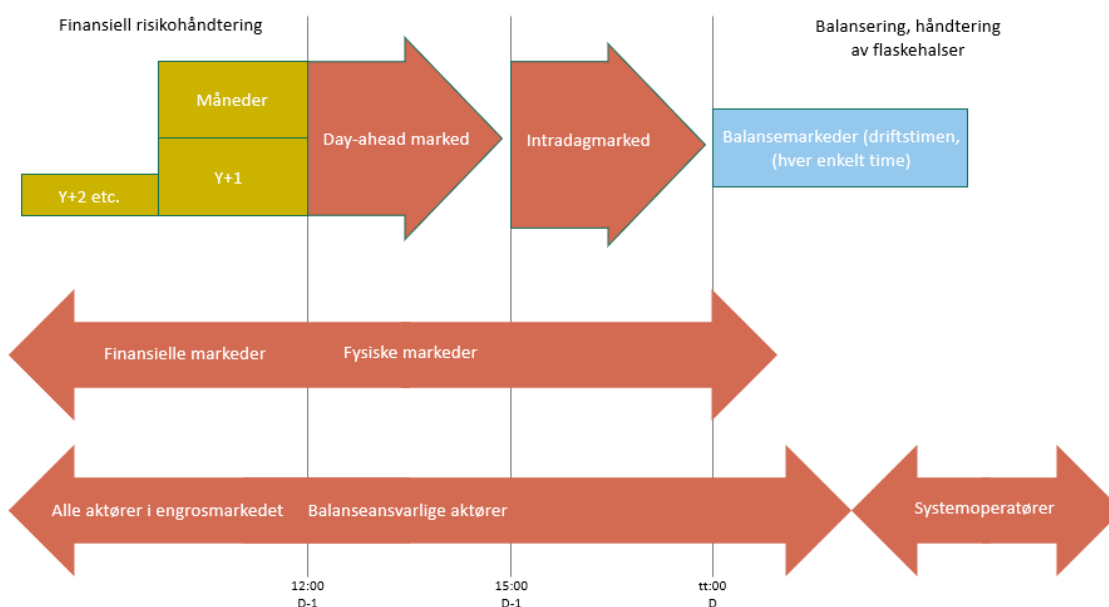 Finansiell risikohåndtering
Balansering, håndtering
av flaskehalser
Måneder
Y+1
Y+2 etc.
Day-ahead marked
Intradagmarked
Balansemarkeder (driftstimen,
(hver enkelt time)
Finansielle markeder
Fysiske markeder
Alle aktører i engrosmarkedet
Balanseansvarlige aktører
Systemoperatører
12:00
D-1
15:00
D-1
tt:00
D